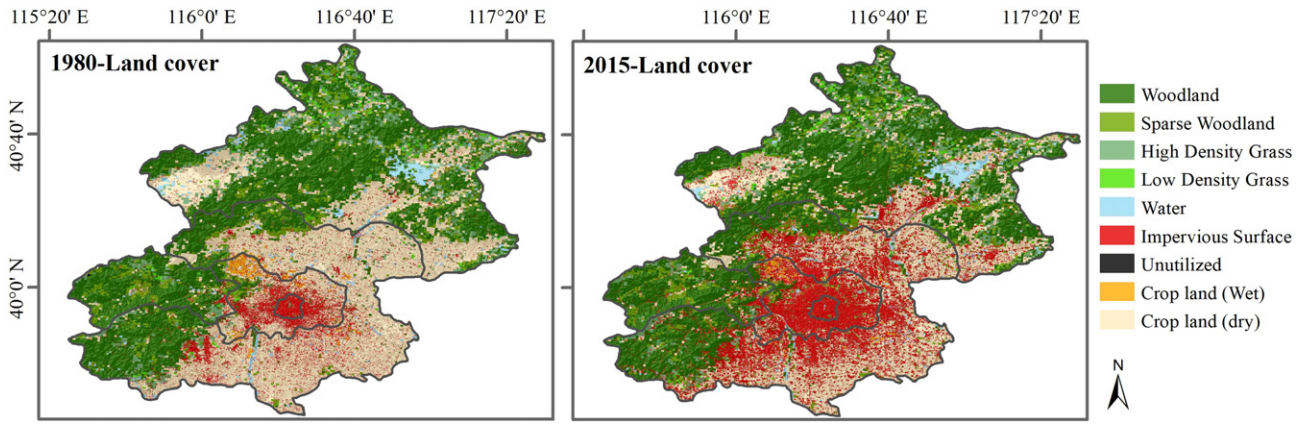 115°20' E 116°0' E 116°40' E 117°20' E 116°0' E 116°40' E 117°20' E
1980-Land cover
2015-Land cover
40°40' N
40°0' N
Woodland
Sparse Woodland
High Density Grass
Low Density Grass
Water
Impervious Surface
Unutilized
Crop land (Wet)
Crop land (dry)
N